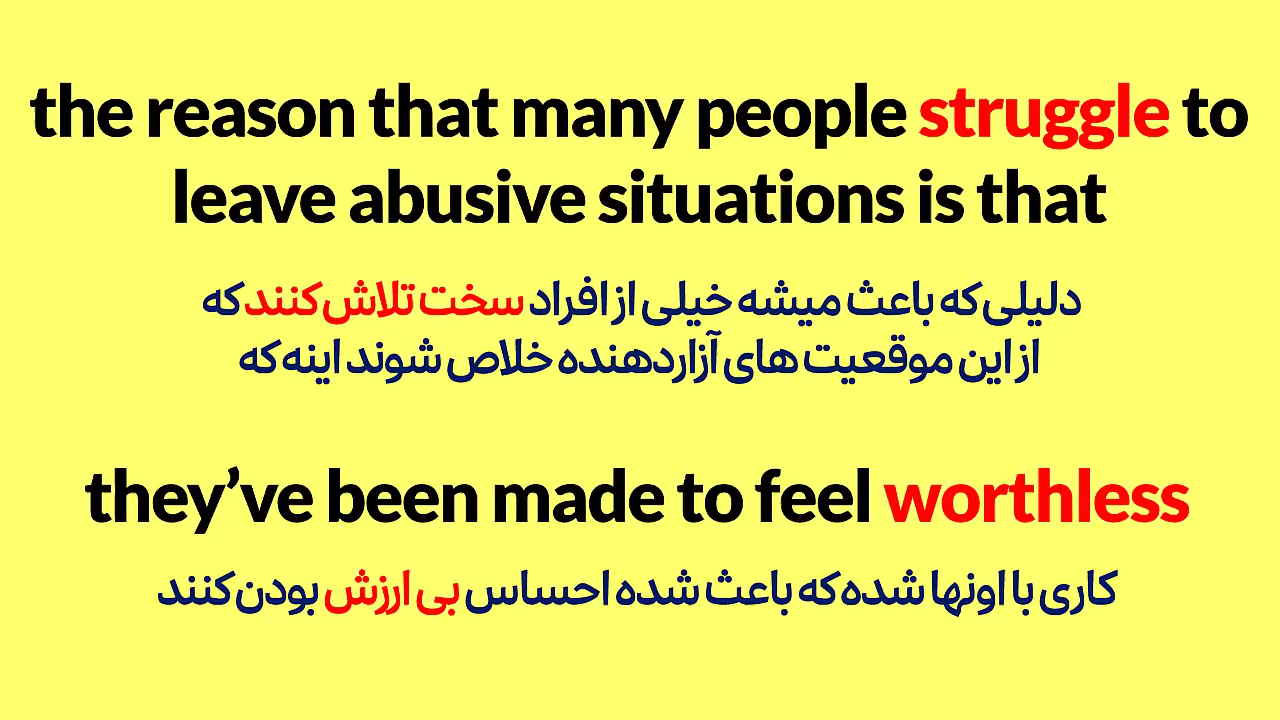 the reason that many people struggle to
leave abusive situations is that
دلیلی که باعث میشه خیلی از افراد سخت تلاش کنند که
از این موقعیت های آزاردهنده خلاص شوند اینه که
they’ve been made to feel worthless
کاری با اونها شده که باعث شده احساس بی ارزش بودن کنند